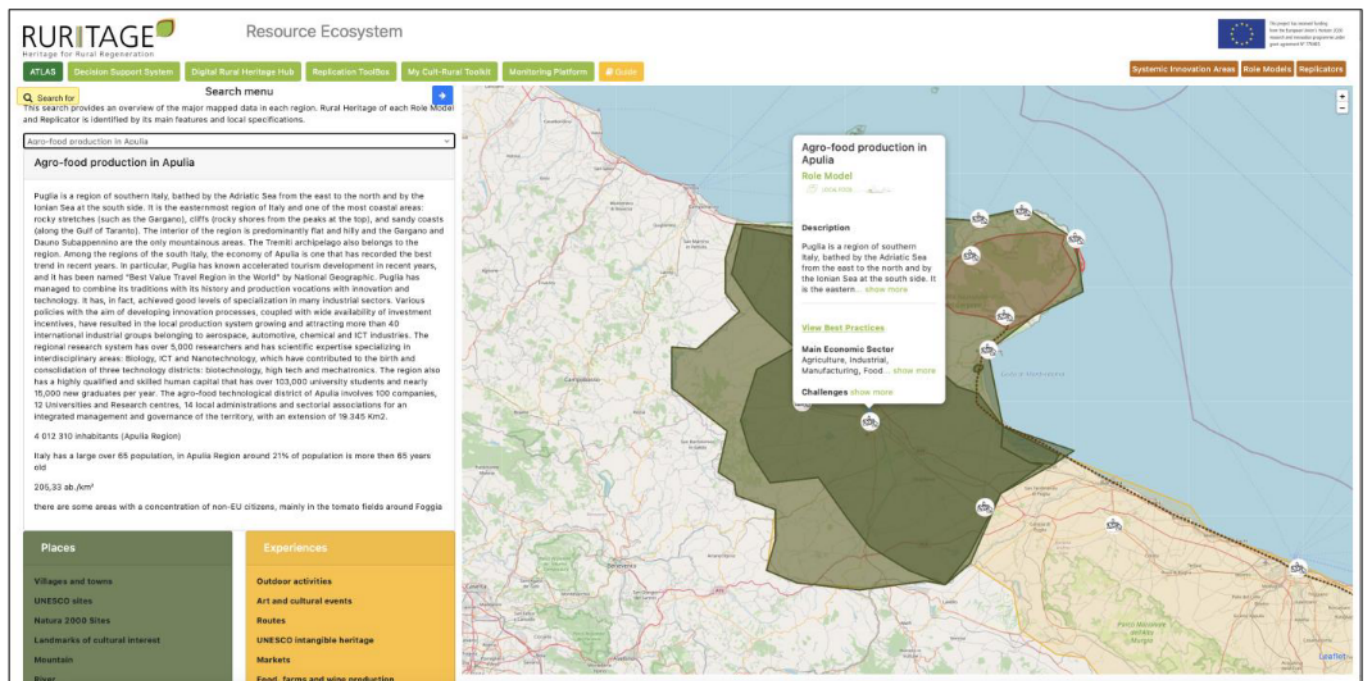 RURITAGE
Heritage for Rural Regeneration
Resource Ecosystem
ATLAS
Decision Support System
Digital Rural Heritage Hub
Replication ToolBox
My Cult-Rural Toolkit
Monitoring Platform
Guide
Systemic Innovation Areas
Role Models
Replicators
Search for
Search menu
This search provides an overview of the major mapped data in each region. Rural Heritage of each Role Model
and Replicator is identified by its main features and local specifications.
Agro-food production in Apulia
Agro-food production in Apulia
Puglia is a region of southern Italy, bathed by the Adriatic Sea from the east to the north and by the
Ionian Sea at the south side. It is the easternmost region of Italy and one of the most coastal areas:
rocky stretches (such as the Gargano), cliffs (rocky shores from the peaks at the top), and sandy coasts
(along the Gulf of Taranto). The interior of the region is predominantly flat and hilly and the Gargano and
Dauno Subappennino are the only mountainous areas. The Tremiti archipelago also belongs to the
region. Among the regions of the south Italy, the economy of Apulia is one that has recorded the best
trend in recent years. In particular, Puglia has known accelerated tourism development in recent years,
and it has been named "Best Value Travel Region in the World" by National Geographic. Puglia has
managed to combine its traditions with its history and production vocations with innovation and
technology. It has, in fact, achieved good levels of specialization in many industrial sectors. Various
policies with the aim of developing innovation processes, coupled with wide availability of investment
incentives, have resulted in the local production system growing and attracting more than 40
international industrial groups belonging to aerospace, automotive, chemical and ICT industries. The
regional research system has over 5,000 researchers and has scientific expertise specializing in
interdisciplinary areas: Biology, ICT and Nanotechnology, which have contributed to the birth and
consolidation of three technology districts: biotechnology, high tech and mechatronics. The region also
has a highly qualified and skilled human capital that has over 103,000 university students and nearly
15,000 new graduates per year. The agro-food technological district of Apulia involves 100 companies,
12 Universities and Research centres, 14 local administrations and sectorial associations for an
integrated management and governance of the territory, with an extension of 19.345 Km2.
4 012 310 inhabitants (Apulia Region)
Italy has a large over 65 population, in Apulia Region around 21% of population is more then 65 years
old
205,33 ab./km²
there are some areas with a concentration of non-EU citizens, mainly in the tomato fields around Foggia
Places
Villages and towns
UNESCO sites
Natura 2000 Sites
Landmarks of cultural interest
Mountain
River
Experiences
Outdoor activities
Art and cultural events
Routes
UNESCO intangible heritage
Markets
Food, farms and wine production
Agro-food production in
Apulia
Role Model
LOCAL FOOD
Description
Puglia is a region of southern
Italy, bathed by the Adriatic Sea
from the east to the north and by
the Ionian Sea at the south side. It
is the eastern... show more
View Best Practices
Main Economic Sector
Agriculture, Industrial,
Manufacturing, Food... show more
Challenges show more
+
-
Campobasso
Benevento
Parco Nazionale
dell'Alta
Murgia
Leaflet